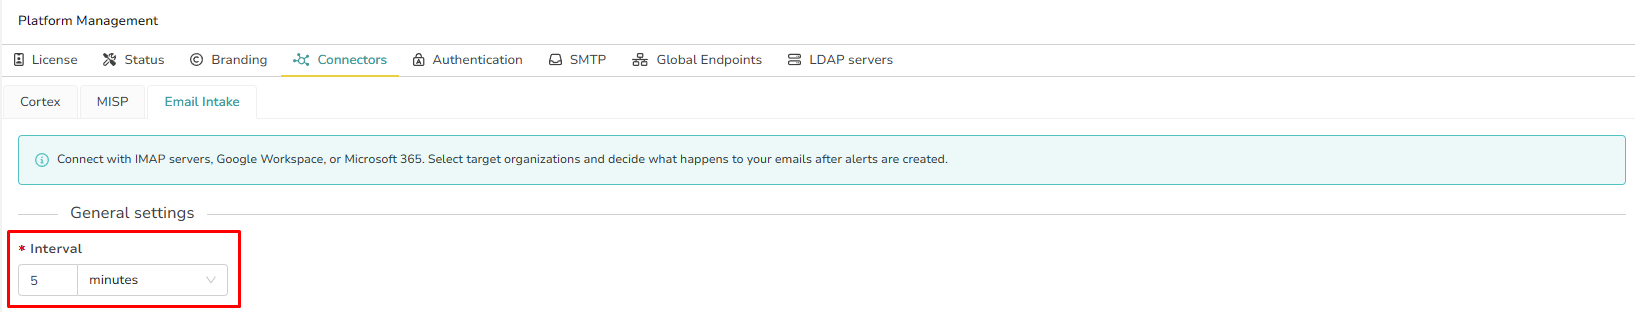 Platform Management
License Status Branding Connectors Authentication SMTP Global Endpoints LDAP servers
Cortex MISP Email Intake
Connect with IMAP servers, Google Workspace, or Microsoft 365. Select target organizations and decide what happens to your emails after alerts are created.
General settings
* Interval
5 minutes